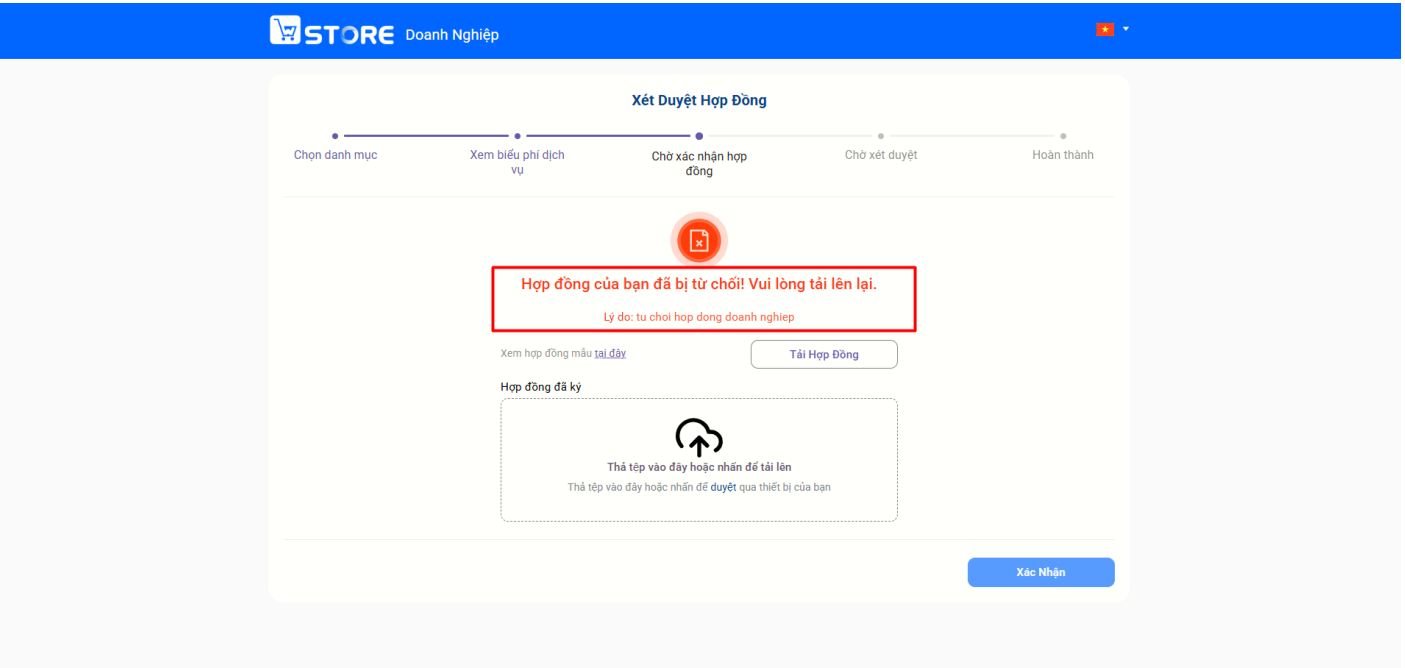 STORE Doanh Nghiệp
Xét Duyệt Hợp Đồng
Chọn danh mục
Xem biểu phí dịch
vụ
Chờ xác nhận hợp
đồng
Chờ xét duyệt
Hoàn thành
Hợp đồng của bạn đã bị từ chối! Vui lòng tải lên lại.
Lý do: tu choi hop dong doanh nghiep
Xem hợp đồng mẫu tại đây
Tải Hợp Đồng
Hợp đồng đã ký
Thả tệp vào đây hoặc nhấn để tải lên
Thả tệp vào đây hoặc nhấn để duyệt qua thiết bị của bạn
Xác Nhận